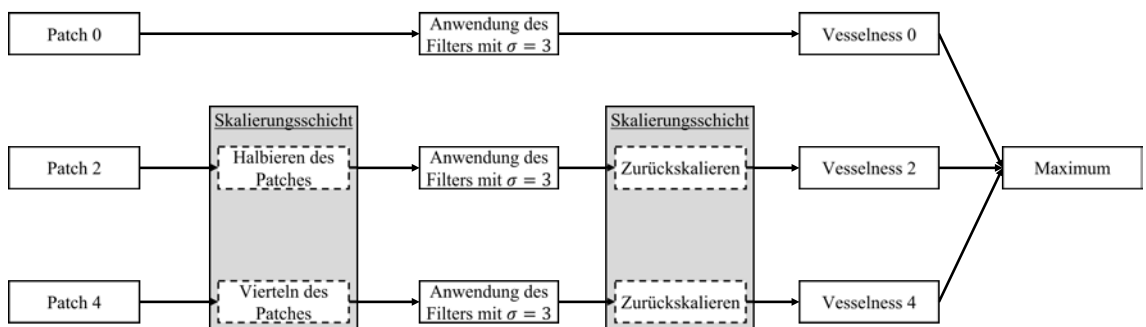 Patch 0
Anwendung des
Filters mit σ = 3
Vesselness 0
Skalierungsschicht
Skalierungsschicht
Patch 2
Halbieren des
Patches
Anwendung des
Filters mit σ = 3
Zurückskalieren
Vesselness 2
Maximum
Patch 4
Vierteln des
Patches
Anwendung des
Filters mit σ = 3
Zurückskalieren
Vesselness 4